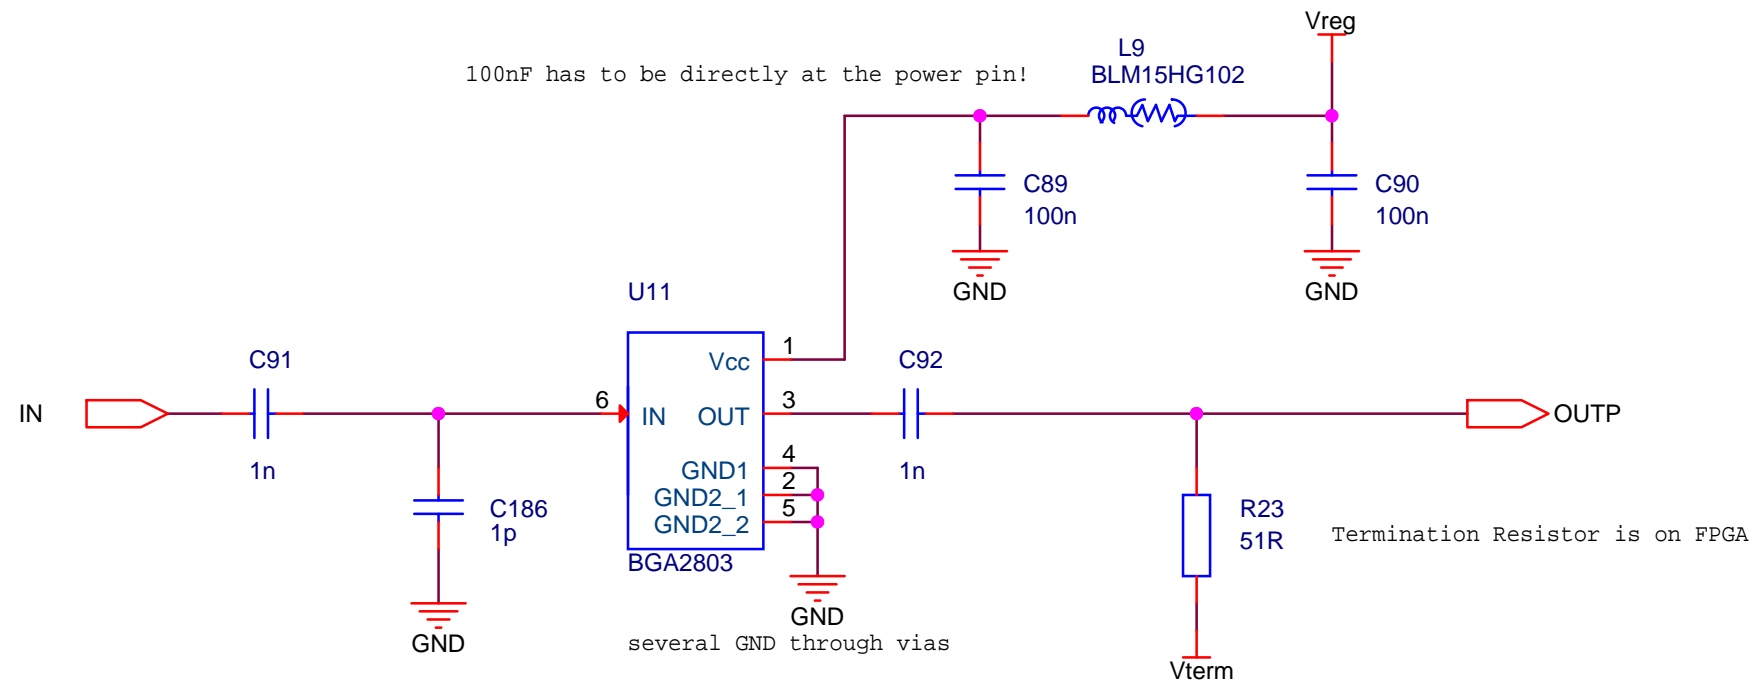 Vreg
L9
100nF has to be directly at the power pin!
BLM15HG102
C89
100n
C90
100n
GND
GND
U11
C91
Vcc
1
C92
IN
6
IN
OUT
3
OUTP
1n
GND1
4
1n
GND2_1
2
GND2_2
5
C186
1p
R23
51R
Termination Resistor is on FPGA
BGA2803
GND
GND
several GND through vias
Vterm